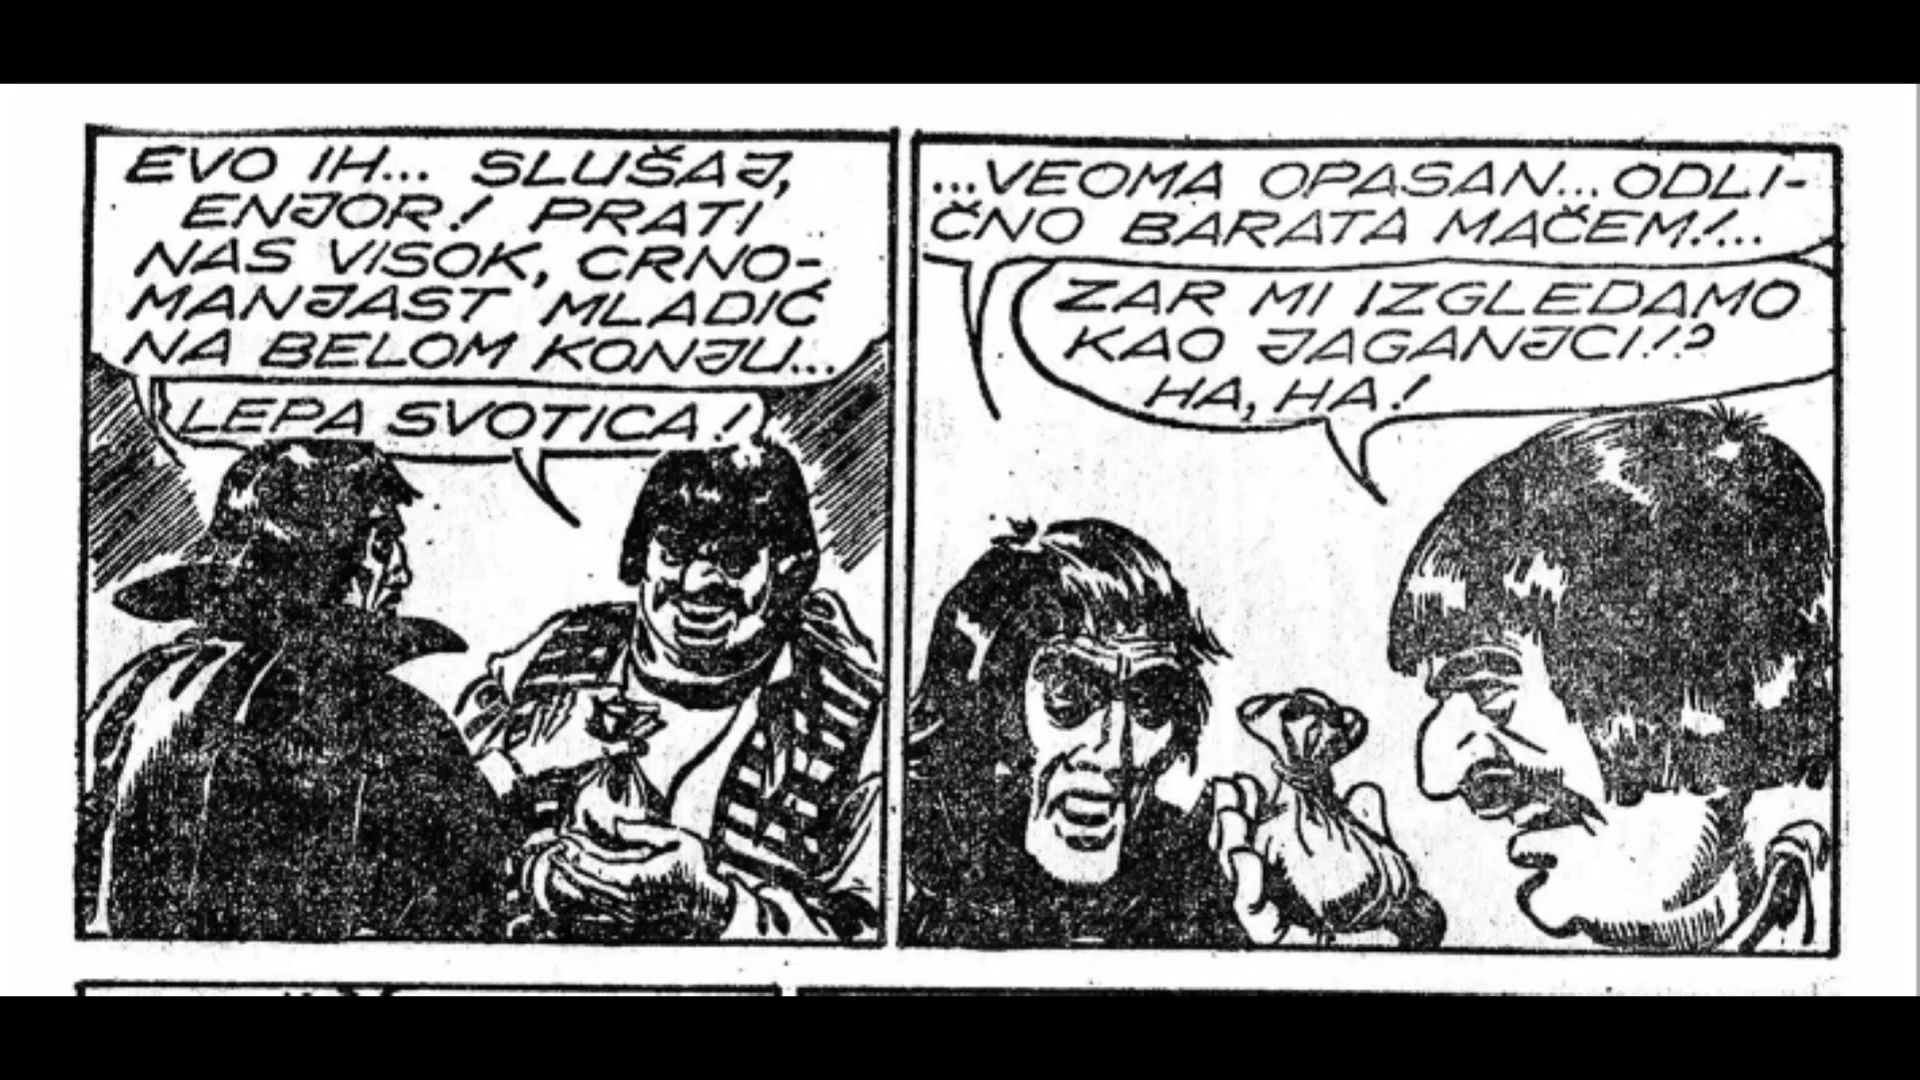 EVO IH... SLUŠAJ,
ENJOR! PRATI
NAS VISOK, CRNO-
MANJAST MLADIĆ
NA BELOM KONJU...
LEPA SVOTICA!
...VEOMA OPASAN...ODLI-
ČNO BARATA MAČEM!...
ZAR MI IZGLEDAMO
KAO JAGANJCI!?
HA, HA!